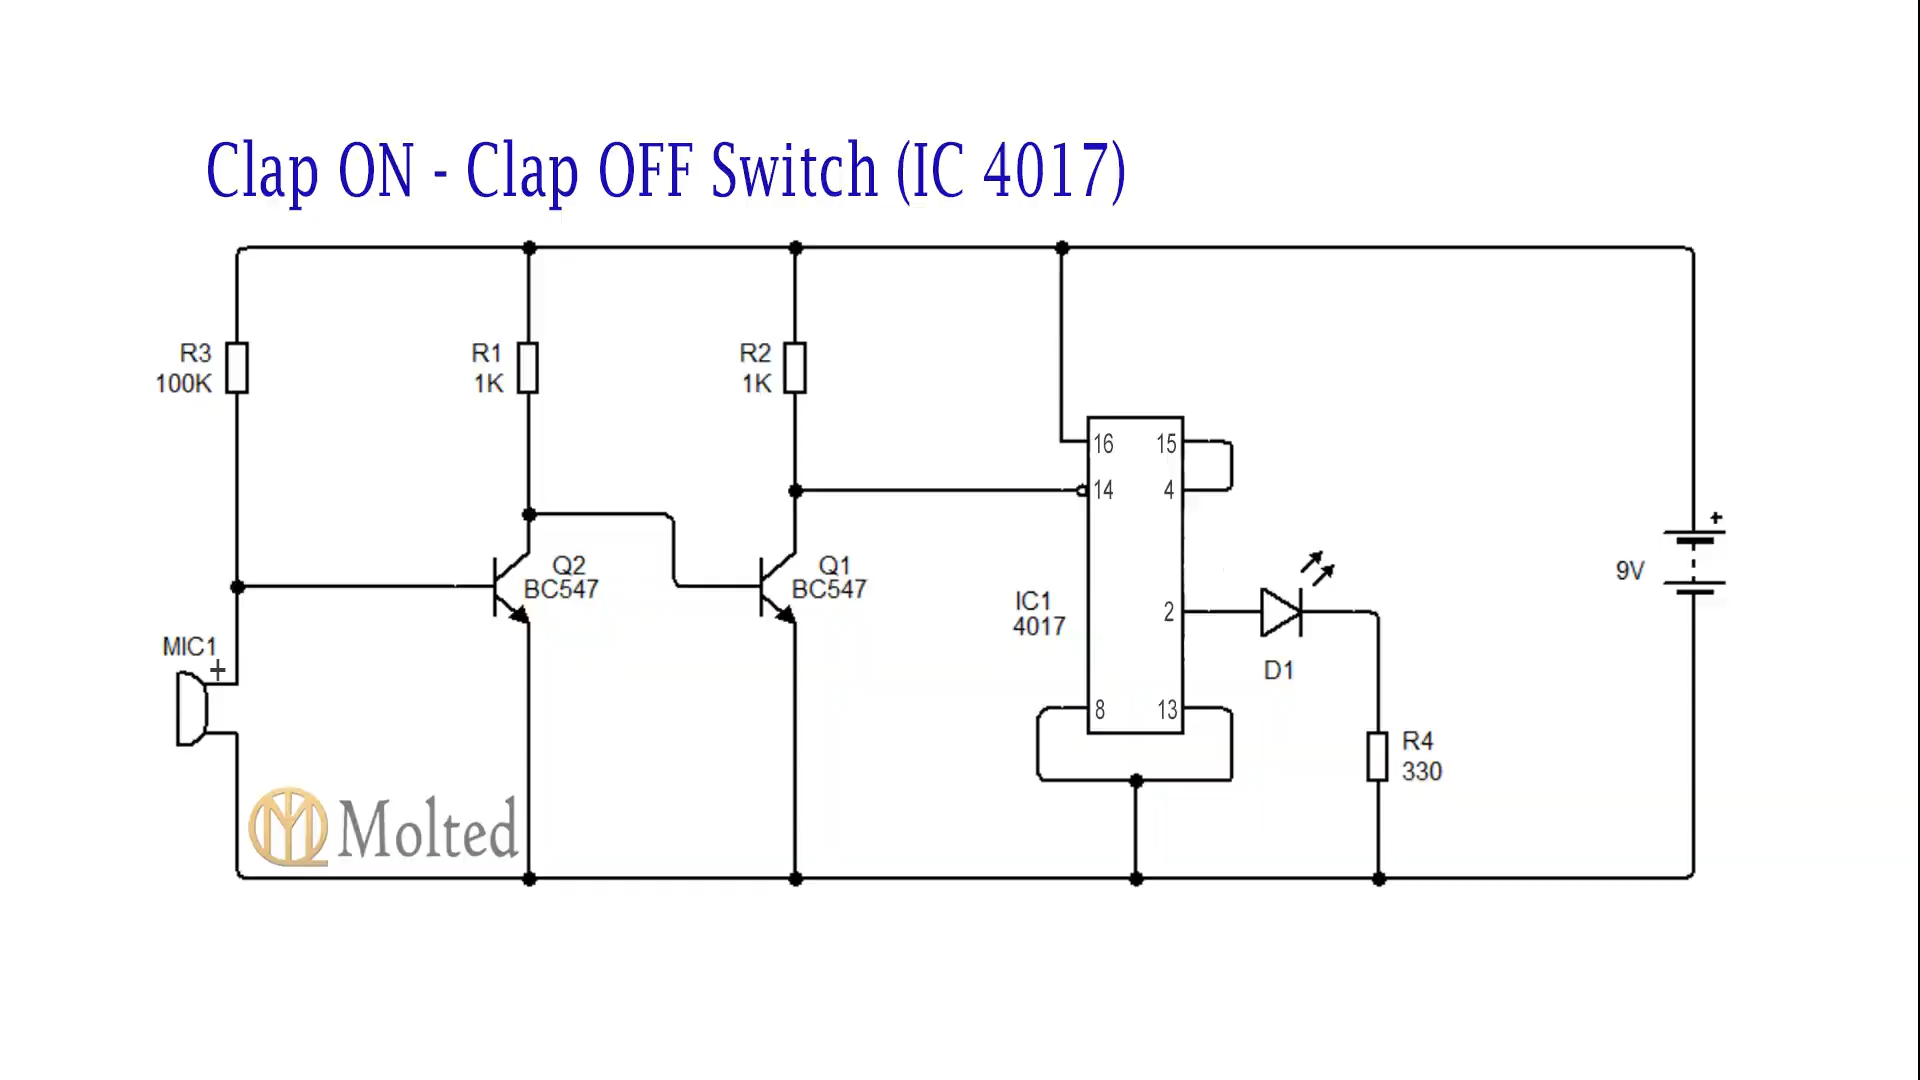 Clap ON - Clap OFF Switch (IC 4017)
R3
100K
R1
1K
R2
1K
16
15
14
4
Q2
BC547
Q1
BC547
IC1
4017
2
D1
+
9V
MIC1
+
8
13
R4
330
Molted